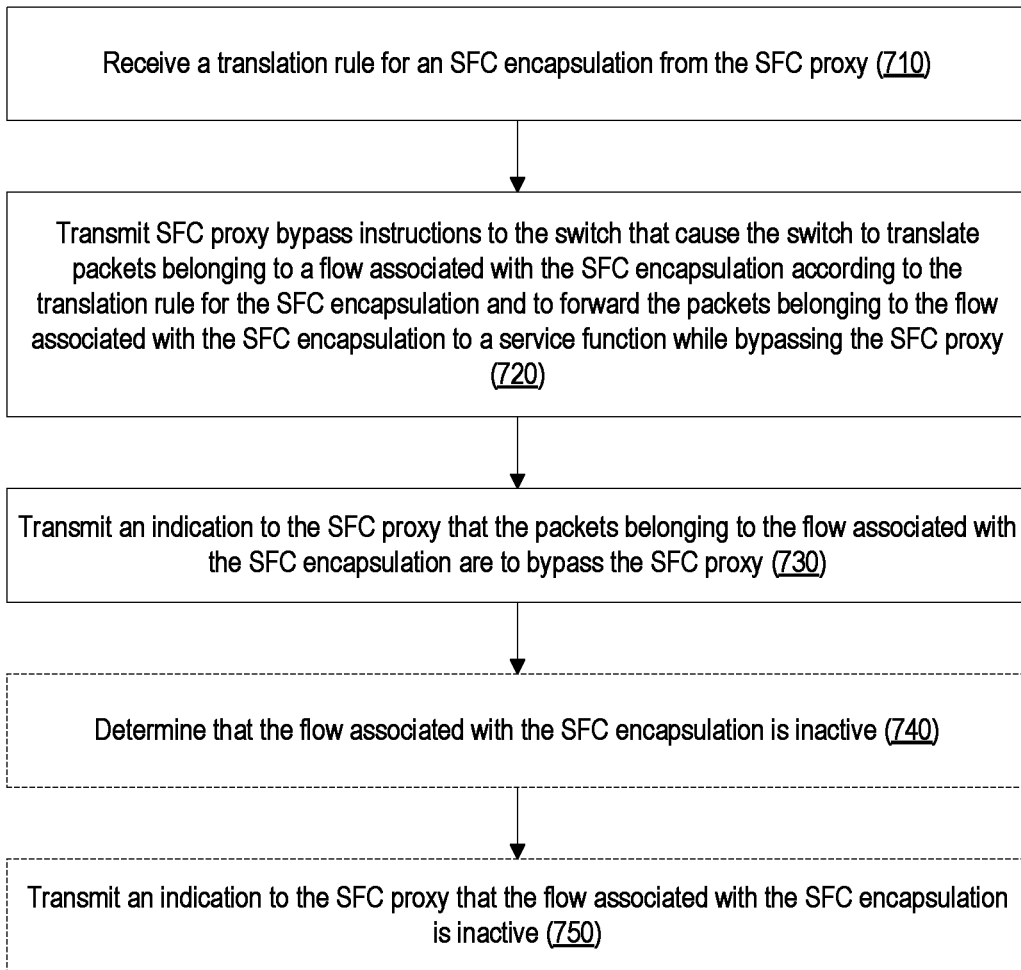 Receive a translation rule for an SFC encapsulation from the SFC proxy (710)
Transmit SFC proxy bypass instructions to the switch that cause the switch to translate
packets belonging to a flow associated with the SFC encapsulation according to the
translation rule for the SFC encapsulation and to forward the packets belonging to the flow
associated with the SFC encapsulation to a service function while bypassing the SFC proxy
(720)
Transmit an indication to the SFC proxy that the packets belonging to the flow associated with
the SFC encapsulation are to bypass the SFC proxy (730)
Determine that the flow associated with the SFC encapsulation is inactive (740)
Transmit an indication to the SFC proxy that the flow associated with the SFC encapsulation
is inactive (750)